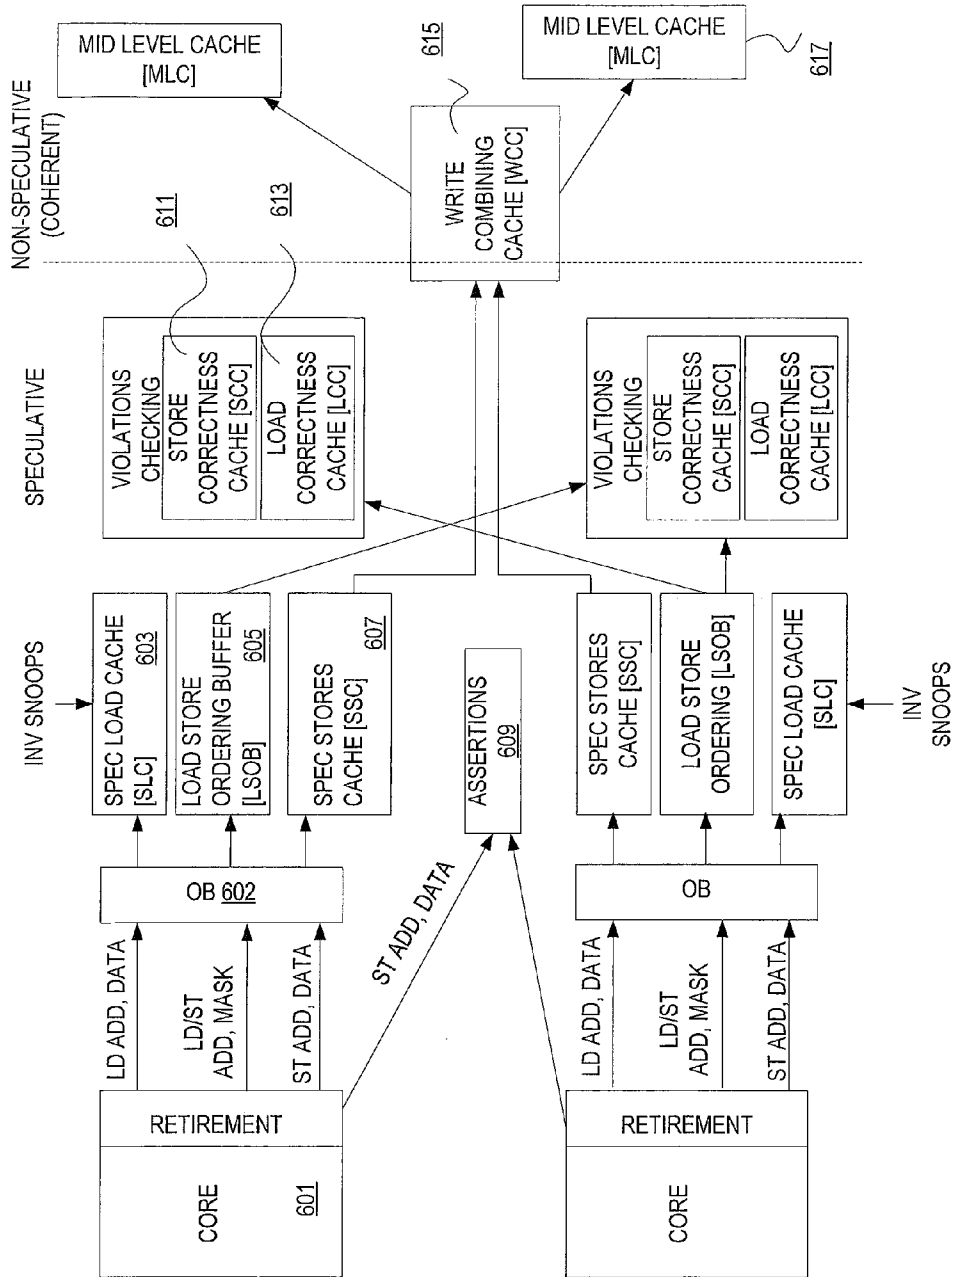 MID LEVEL CACHE
[MLC]
615
MID LEVEL CACHE
[MLC]
617
NON-SPECULATIVE
(COHERENT)
611
613
WRITE
COMBINING
CACHE [WCC]
SPECULATIVE
VIOLATIONS
CHECKING
STORE
CORRECTNESS
CACHE [SCC]
LOAD
CORRECTNESS
CACHE [LCC]
VIOLATIONS
CHECKING
STORE
CORRECTNESS
CACHE [SCC]
LOAD
CORRECTNESS
CACHE [LCC]
INV SNOOPS
SPEC LOAD CACHE
[SLC]
603
LOAD STORE
ORDERING BUFFER
[LSOB]
605
SPEC STORES
CACHE [SSC]
607
ASSERTIONS
609
SPEC STORES
CACHE [SSC]
LOAD STORE
ORDERING [LSOB]
SPEC LOAD CACHE
[SLC]
INV
SNOOPS
OB 602
OB
LD ADD, DATA
LD/ST
ADD, MASK
ST ADD, DATA
ST ADD, DATA
LD ADD, DATA
LD/ST
ADD, MASK
ST ADD, DATA
RETIREMENT
CORE
601
RETIREMENT
CORE